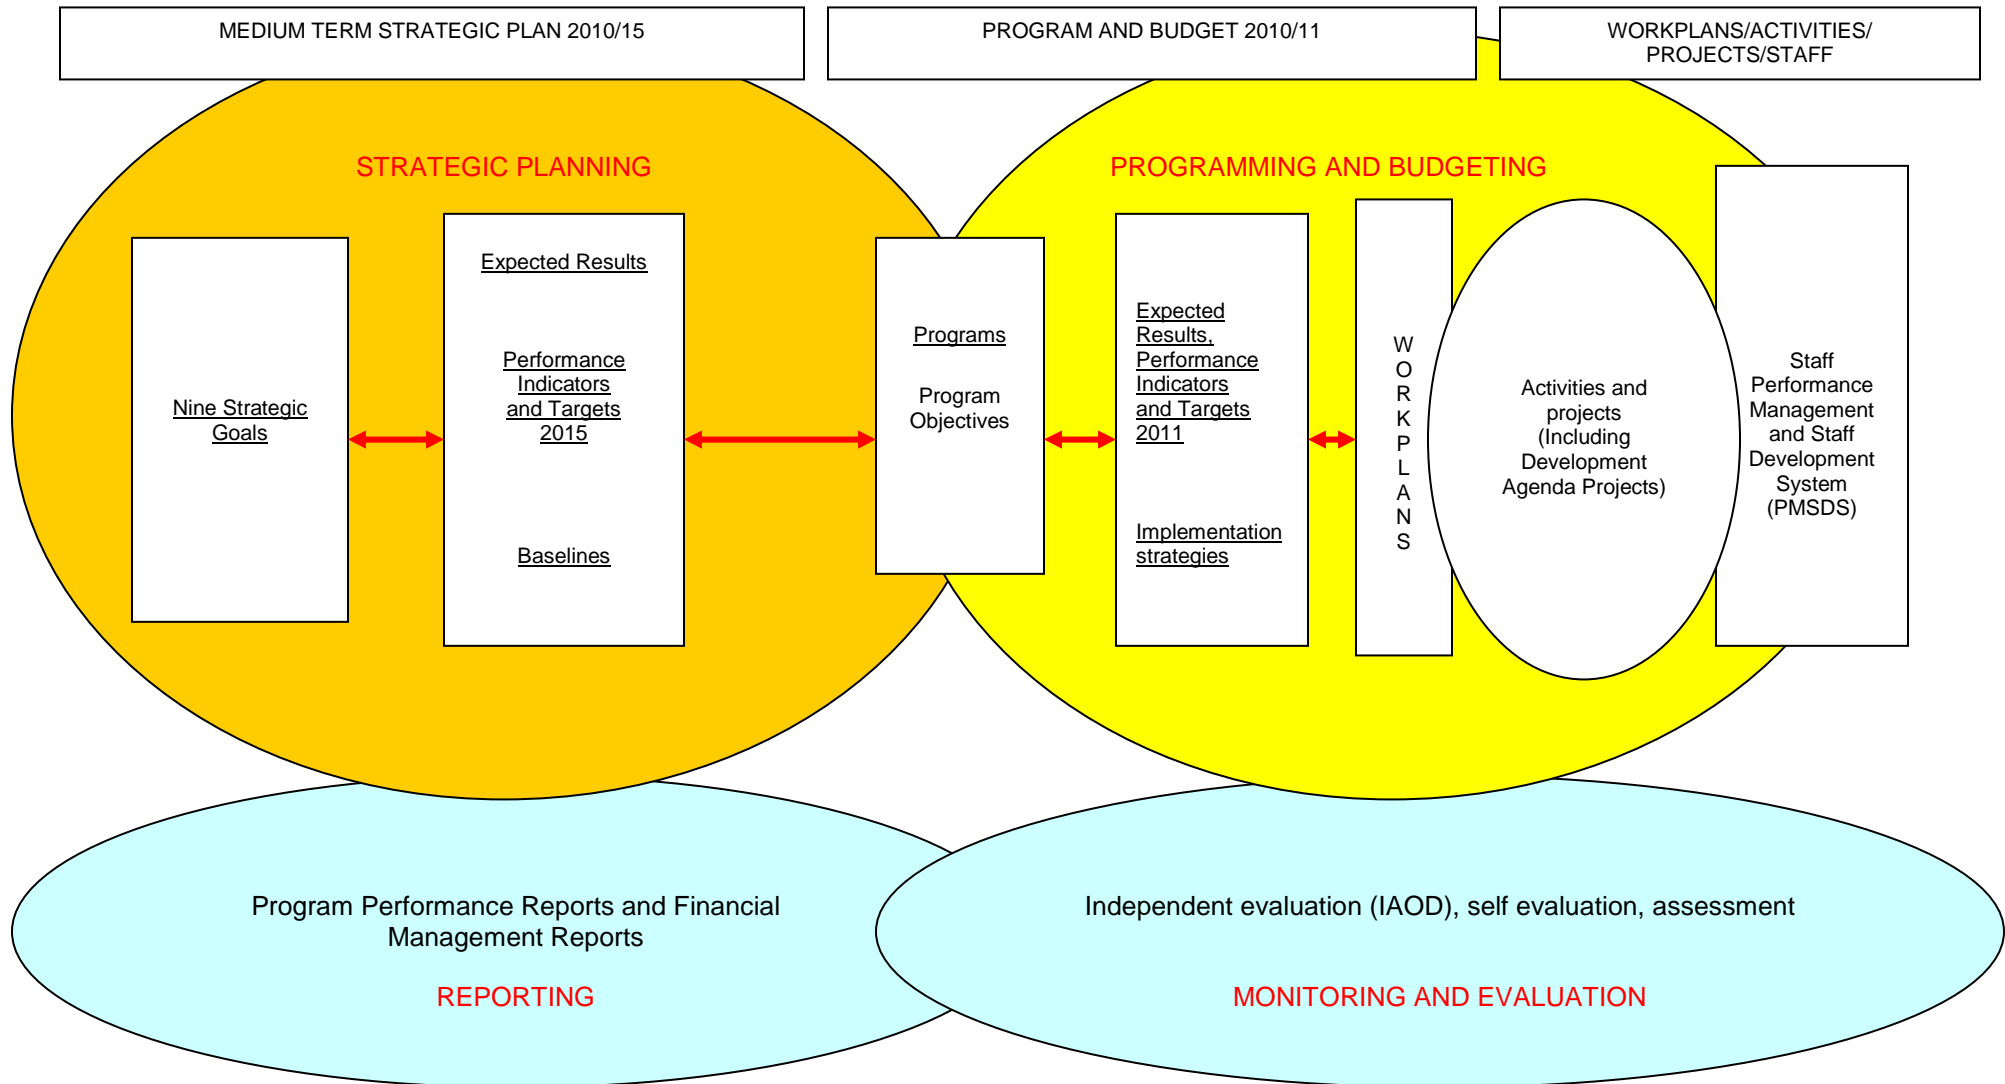 MEDIUM TERM STRATEGIC PLAN 2010/15
PROGRAM AND BUDGET 2010/11
WORKPLANS/ACTIVITIES/
PROJECTS/STAFF
STRATEGIC PLANNING
PROGRAMMING AND BUDGETING
Nine Strategic
Goals
Expected Results
Performance
Indicators
and Targets
2015
Baselines
Programs
Program
Objectives
Expected
Results,
Performance
Indicators
and Targets
2011
Implementation
strategies
W
O
R
K
P
L
A
N
S
Activities and
projects
(Including
Development
Agenda Projects)
Staff
Performance
Management
and Staff
Development
System
(PMSDS)
Program Performance Reports and Financial
Management Reports
REPORTING
Independent evaluation (IAOD), self evaluation, assessment
MONITORING AND EVALUATION